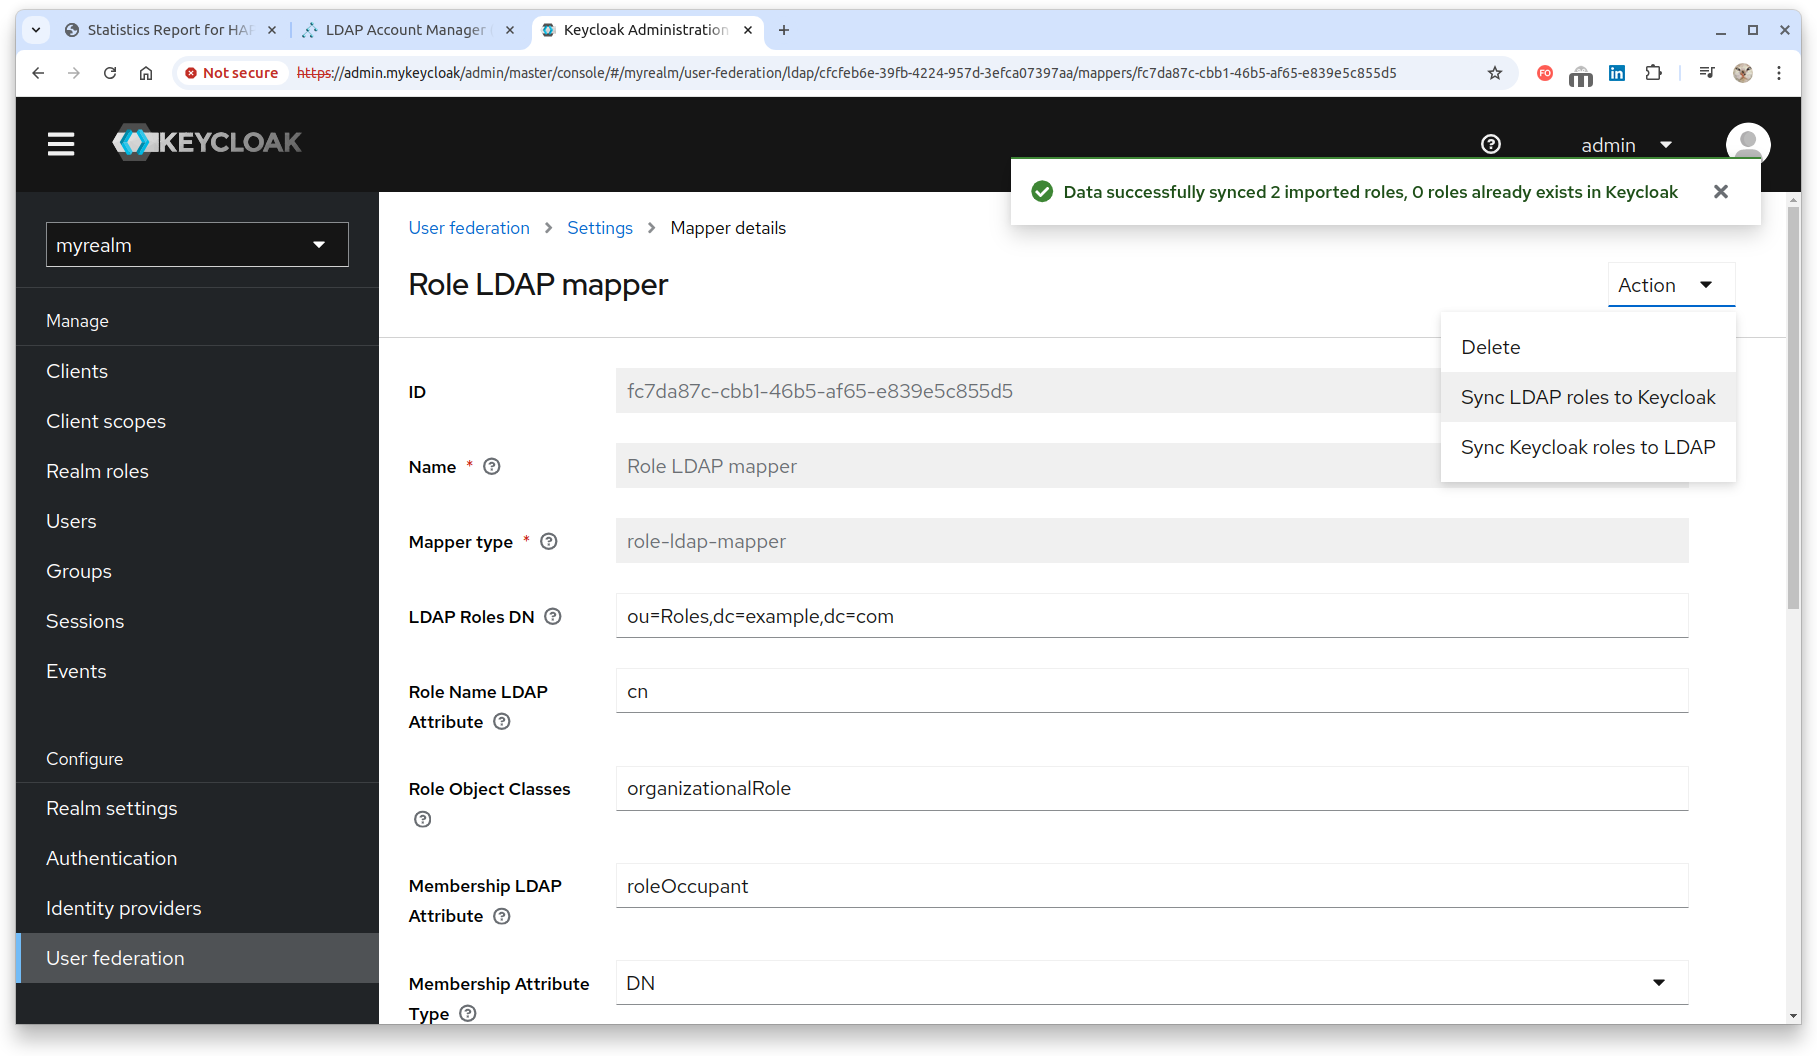 Statistics Report for HAP
LDAP Account Manager
Keycloak Administration
Not secure
https://admin.mykeycloak/admin/master/console/#/myrealm/user-federation/ldap/cfcfeb6e-39fb-4224-957d-3efca07397aa/mappers/fc7da87c-cbb1-46b5-af65-e839e5c855d5
FO
in
KEYCLOAK
admin
Data successfully synced 2 imported roles, 0 roles already exists in Keycloak
myrealm
Manage
Clients
Client scopes
Realm roles
Users
Groups
Sessions
Events
Configure
Realm settings
Authentication
Identity providers
User federation
User federation > Settings > Mapper details
Role LDAP mapper
Action
Delete
Sync LDAP roles to Keycloak
Sync Keycloak roles to LDAP
ID
fc7da87c-cbb1-46b5-af65-e839e5c855d5
Name *
Role LDAP mapper
Mapper type *
role-ldap-mapper
LDAP Roles DN
ou=Roles,dc=example,dc=com
Role Name LDAP
Attribute
cn
Role Object Classes
organizationalRole
Membership LDAP
Attribute
roleOccupant
Membership Attribute
Type
DN